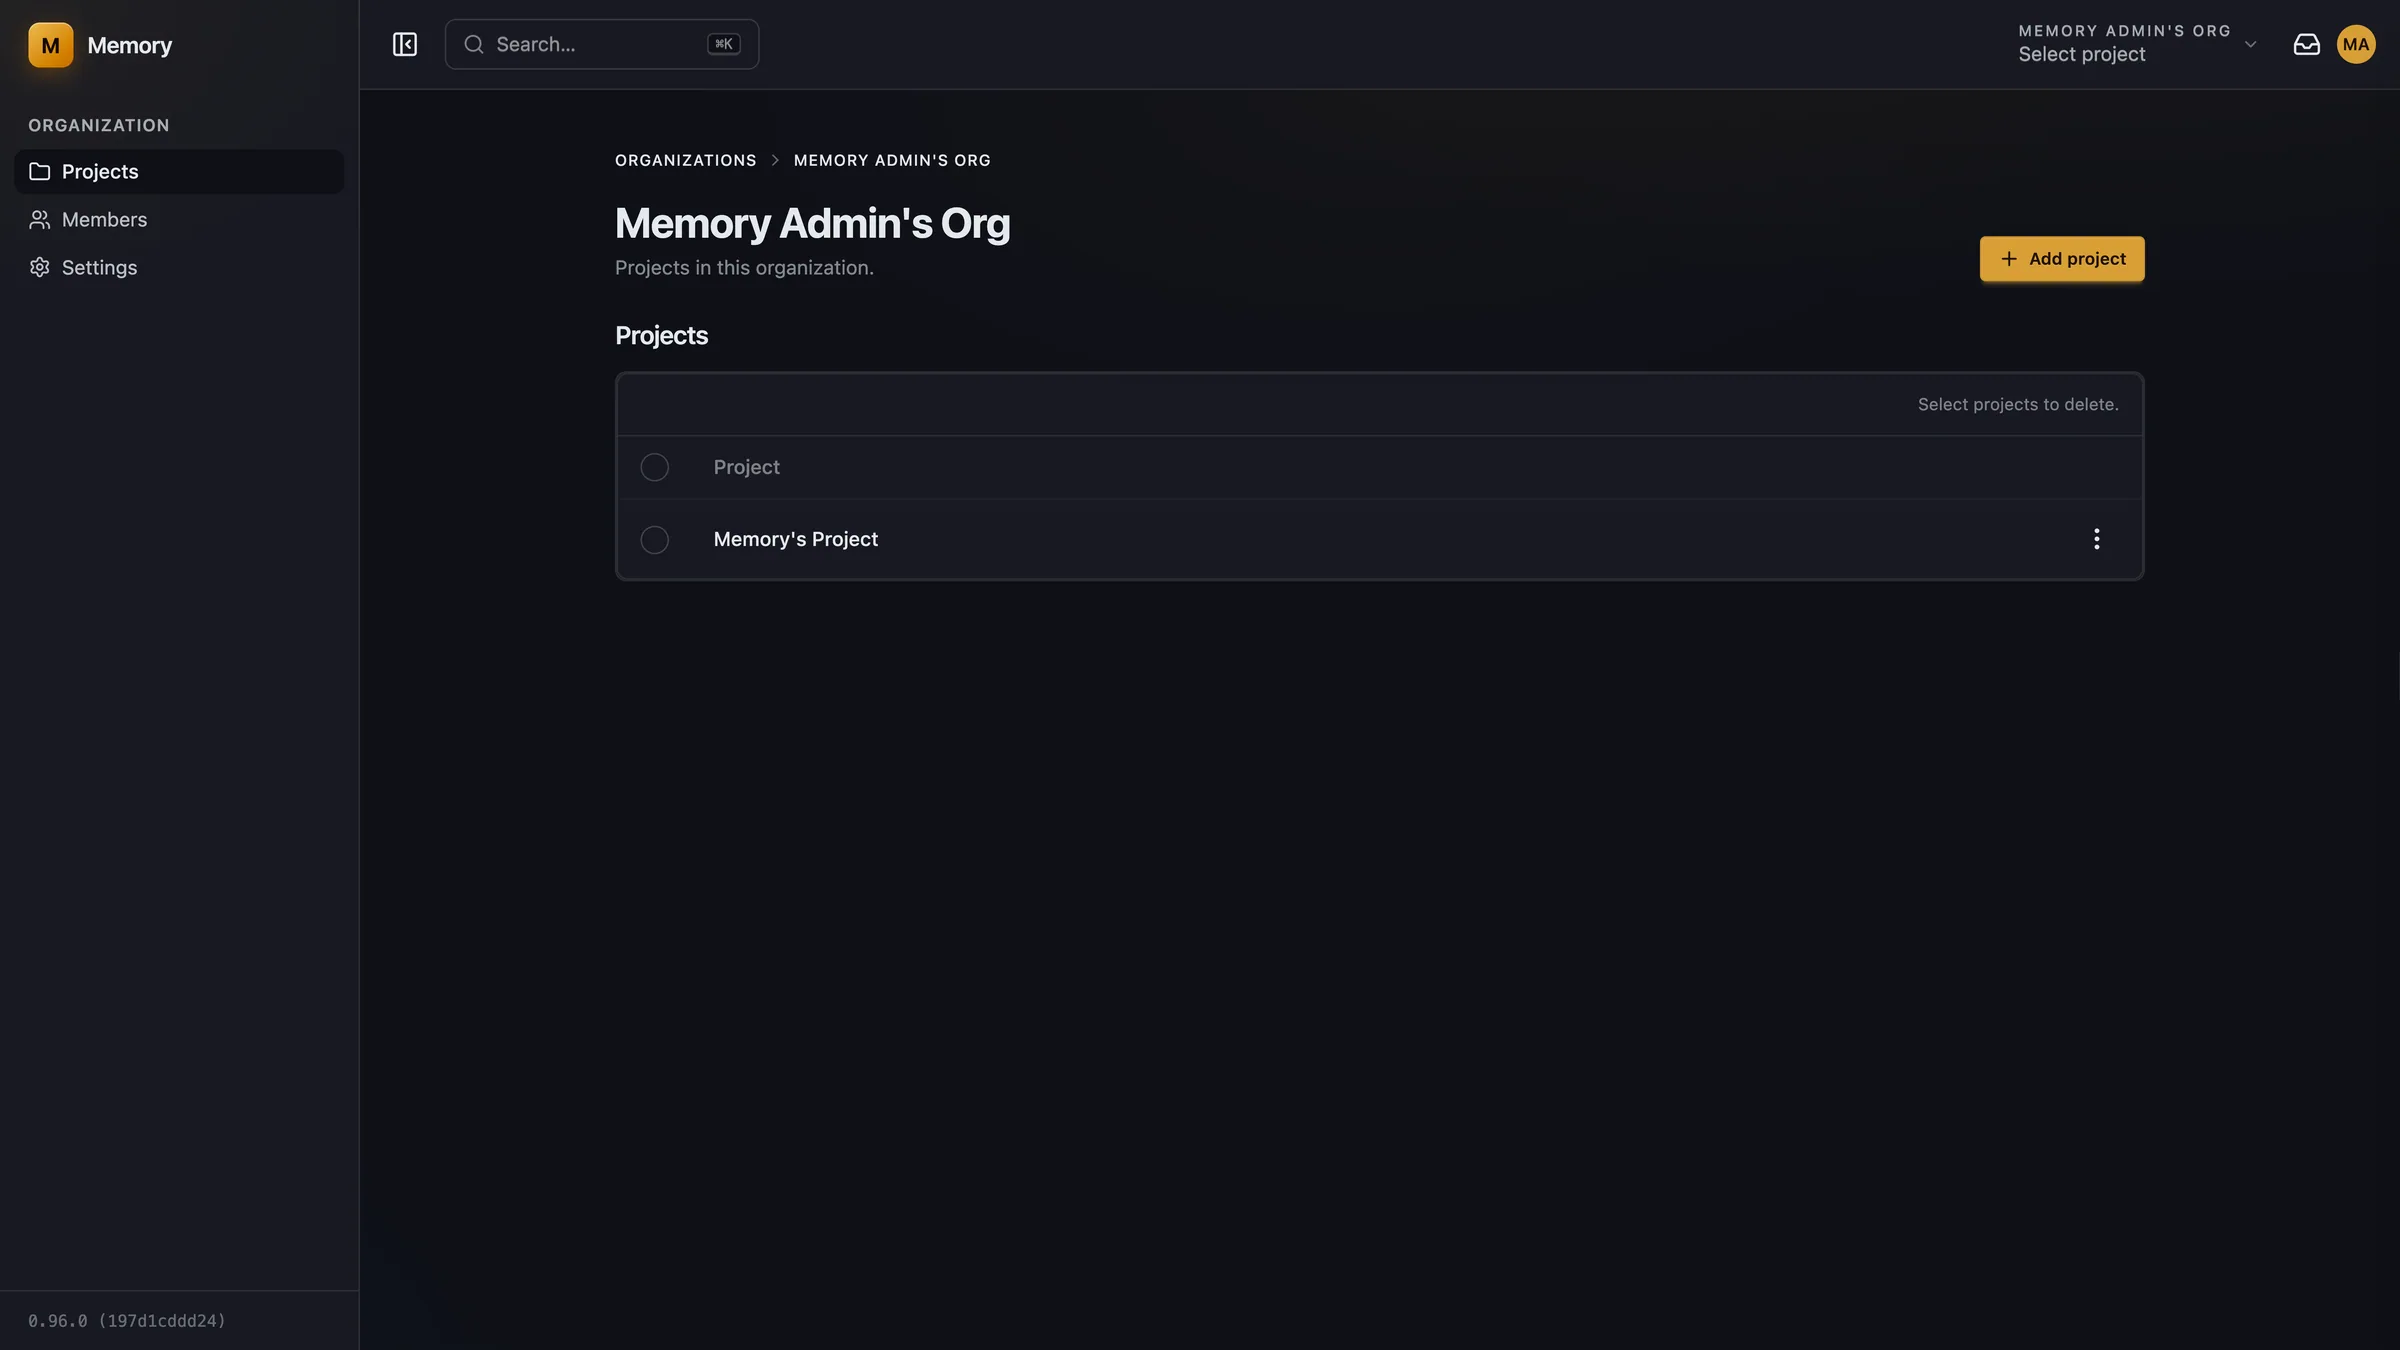 M
Memory
ORGANIZATION
Projects
Members
Settings
0.96.0 (197d1cddd24)
Search...
⌘K
MEMORY ADMIN'S ORG
Select project
MA
ORGANIZATIONS > MEMORY ADMIN'S ORG
Memory Admin's Org
Projects in this organization.
+ Add project
Projects
Select projects to delete.
Project
Memory's Project